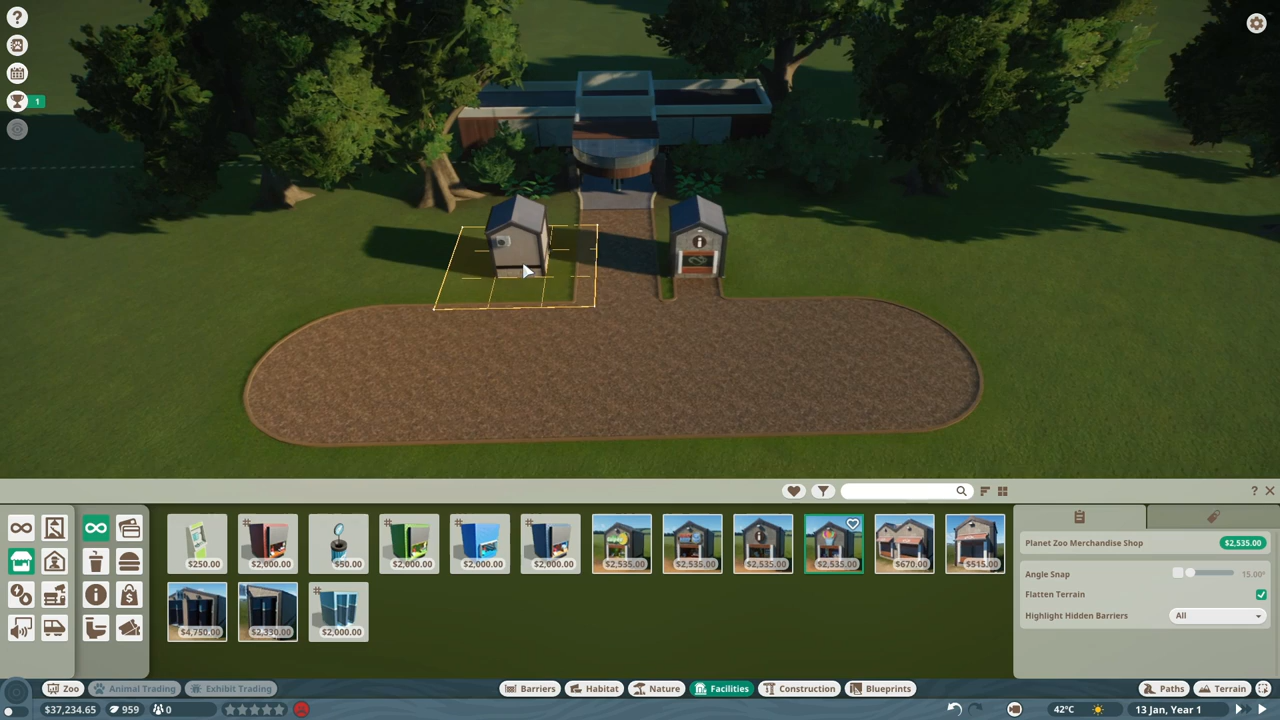 ?
1
i
?
$250.00
$2,000.00
$50.00
$2,000.00
$2,000.00
$2,000.00
$2,535.00
$2,535.00
$2,535.00
$2,535.00
$670.00
$515.00
$4,750.00
$2,330.00
$2,000.00
Planet Zoo Merchandise Shop
$2,535.00
Angle Snap
15.00°
Flatten Terrain
Highlight Hidden Barriers
All
Zoo
Animal Trading
Exhibit Trading
Barriers
Habitat
Nature
Facilities
Construction
Blueprints
Paths
Terrain
$37,234.65
959
0
42°C
13 Jan, Year 1